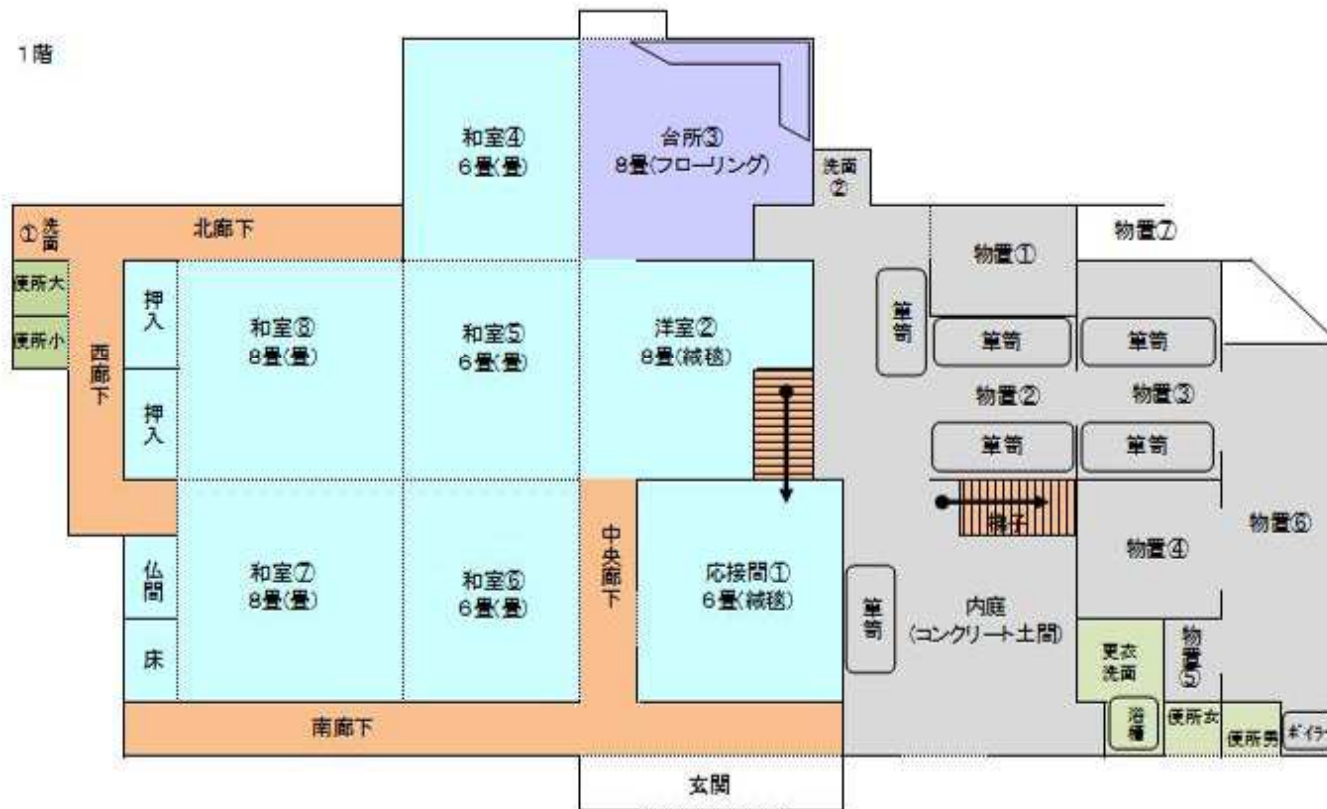 1階
和室④
6畳(畳)
台所③
8畳(フローリング)
洗面
②
①洗面
北廊下
物置①
物置⑦
便所大
便所小
押入
和室⑧
8畳(畳)
和室⑤
6畳(畳)
洋室②
8畳(絨毯)
箪笥
箪笥
箪笥
西廊下
押入
物置②
物置③
箪笥
箪笥
梯子
物置④
物置⑥
仏間
和室⑦
8畳(畳)
和室⑥
6畳(畳)
中央廊下
応接間①
6畳(絨毯)
箪笥
内庭
(コンクリート土間)
床
更衣
洗面
物置⑤
南廊下
浴槽
便所女
便所男
ボイラー
玄関